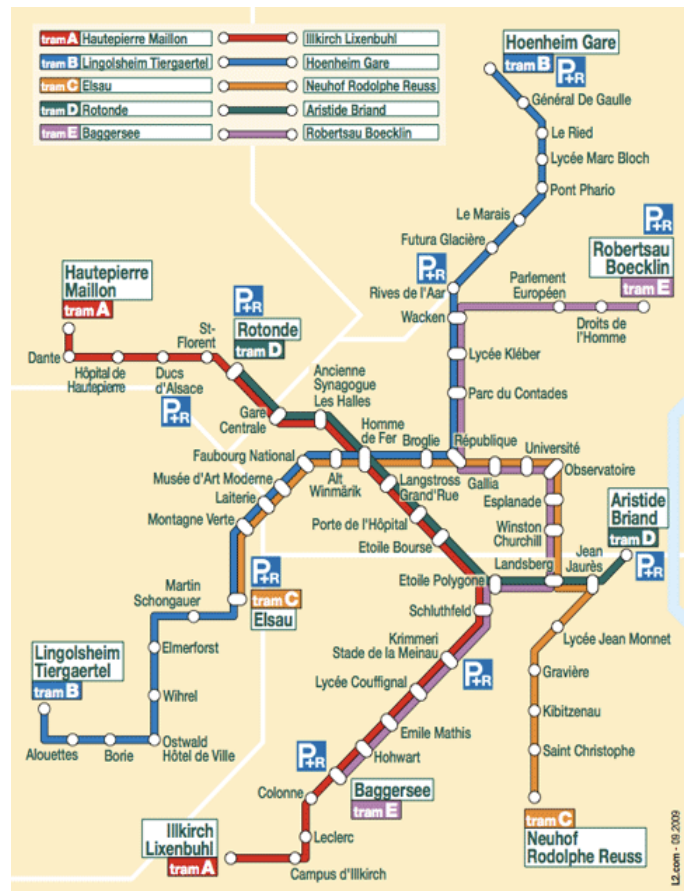 tram A Hautepierre Maillon Illkirch Lixenbuhl
tram B Lingolsheim Tiergaertel Hoenheim Gare
tram C Elsau Neuhof Rodolphe Reuss
tram D Rotonde Aristide Briand
tram E Baggersee Robertsau Boecklin
Hoenheim Gare
tram B
P+R
Général De Gaulle
Le Ried
Lycée Marc Bloch
Pont Phario
Le Marais
Futura Glacière
P+R
Rives de l'Aar
P+R
Robertsau
Boecklin
tram E
Parlement
Européen
Droits de
l'Homme
Wacken
Lycée Kléber
Parc du Contades
Hautepierre
Maillon
tram A
Dante
Hôpital de
Hautepierre
Ducs
d'Alsace
P+R
St-
Florent
P+R
Rotonde
tram D
Gare
Centrale
Ancienne
Synagogue
Les Halles
Homme
de Fer
Broglie
République
Faubourg National
Musée d'Art Moderne
Laiterie
Montagne Verte
Alt
Winmärik
Langstross
Grand'Rue
Gallia
Université
Observatoire
Porte de l'Hôpital
Etoile Bourse
Esplanade
Winston
Churchill
Aristide
Briand
tram D
P+R
Landsberg
Jean
Jaurès
Etoile Polygone
Schluthfeld
P+R
tram C
Elsau
Martin
Schongauer
Elmerforst
Wihrel
Ostwald
Hôtel de Ville
Borie
Alouettes
Lingolsheim
Tiergaertel
tram B
Krimmeri
Stade de la Meinau
P+R
Lycée Couffignal
Emile Mathis
Hohwart
P+R
Baggersee
tram E
Colonne
Leclerc
Campus d'Illkirch
Illkirch
Lixenbuhl
tram A
Lycée Jean Monnet
Gravière
Kibitzenau
Saint Christophe
tram C
Neuhof
Rodolphe Reuss
L2.com - 09.2009